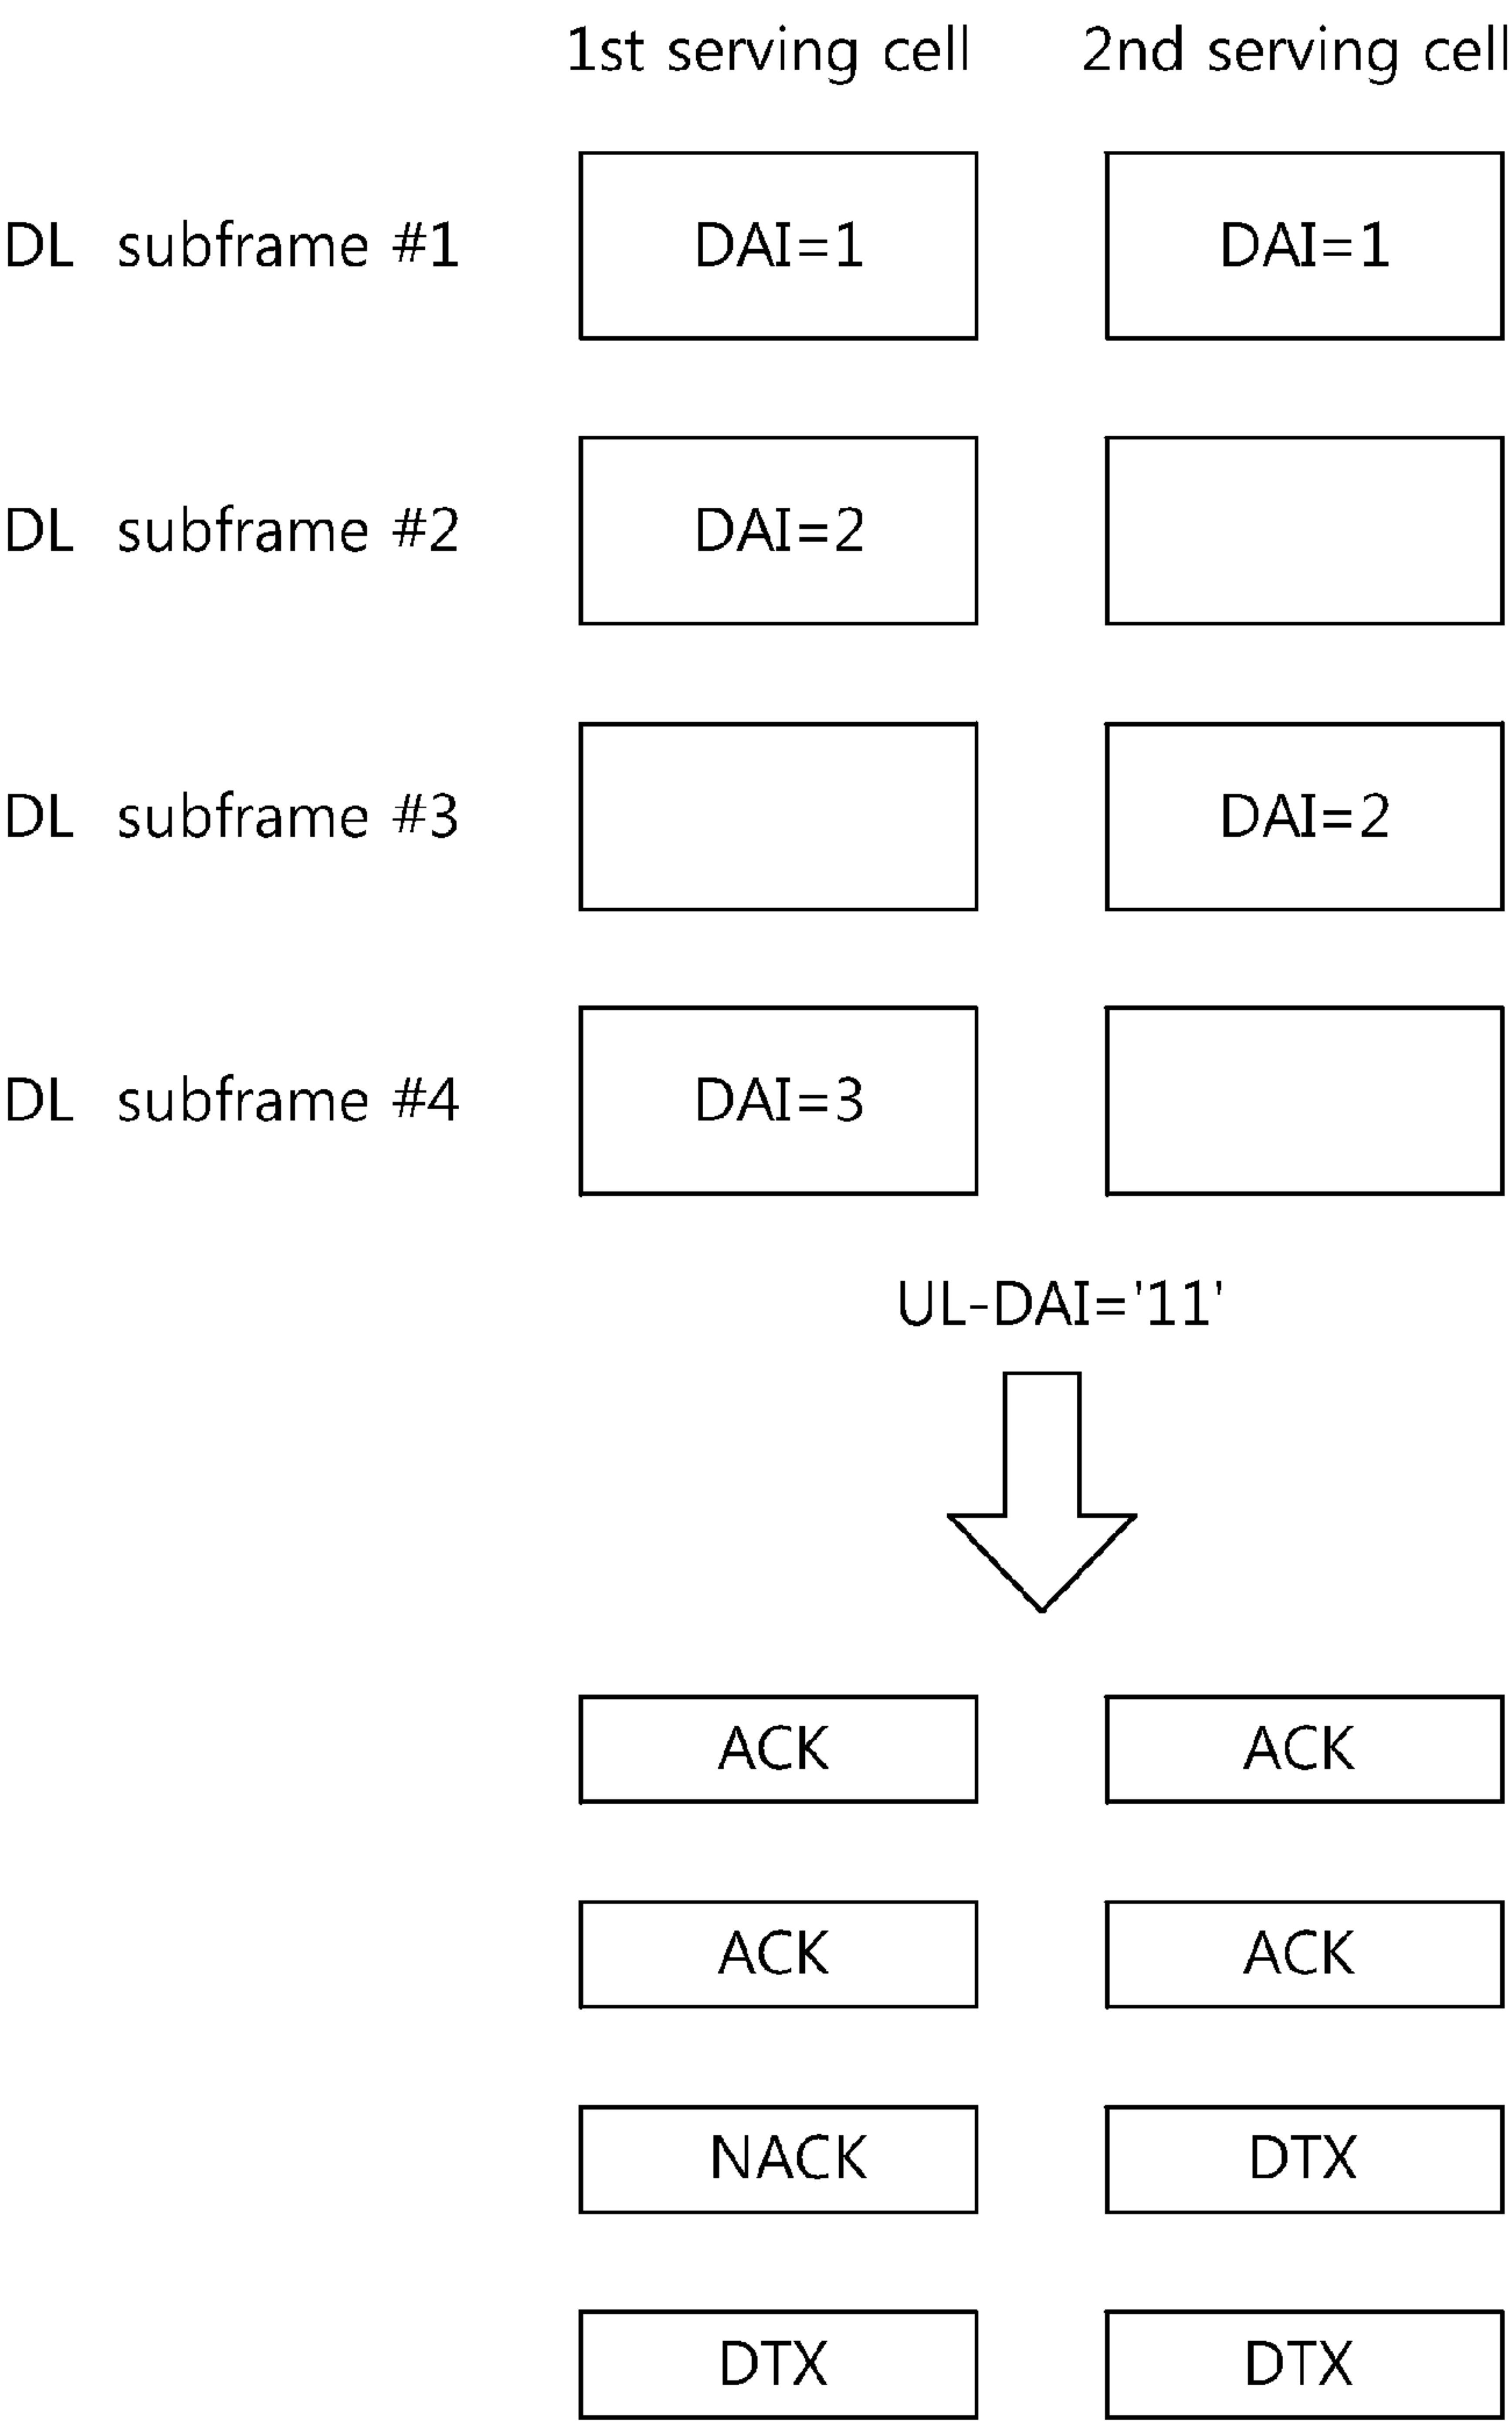 1st serving cell 2nd serving cell
DL subframe #1 DAI=1 DAI=1
DL subframe #2 DAI=2
DL subframe #3 DAI=2
DL subframe #4 DAI=3
UL-DAI='11'
ACK ACK
ACK ACK
NACK DTX
DTX DTX